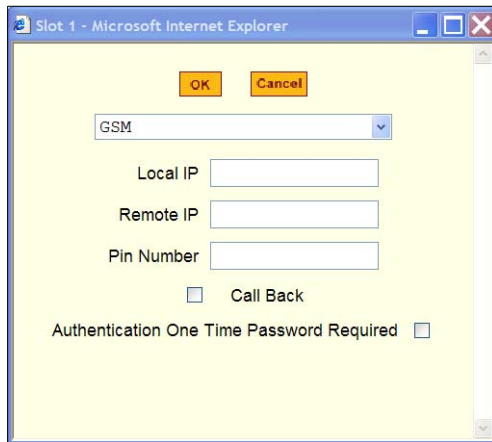 Slot 1 - Microsoft Internet Explorer
OK Cancel
GSM
Local IP
Remote IP
Pin Number
Call Back
Authentication One Time Password Required